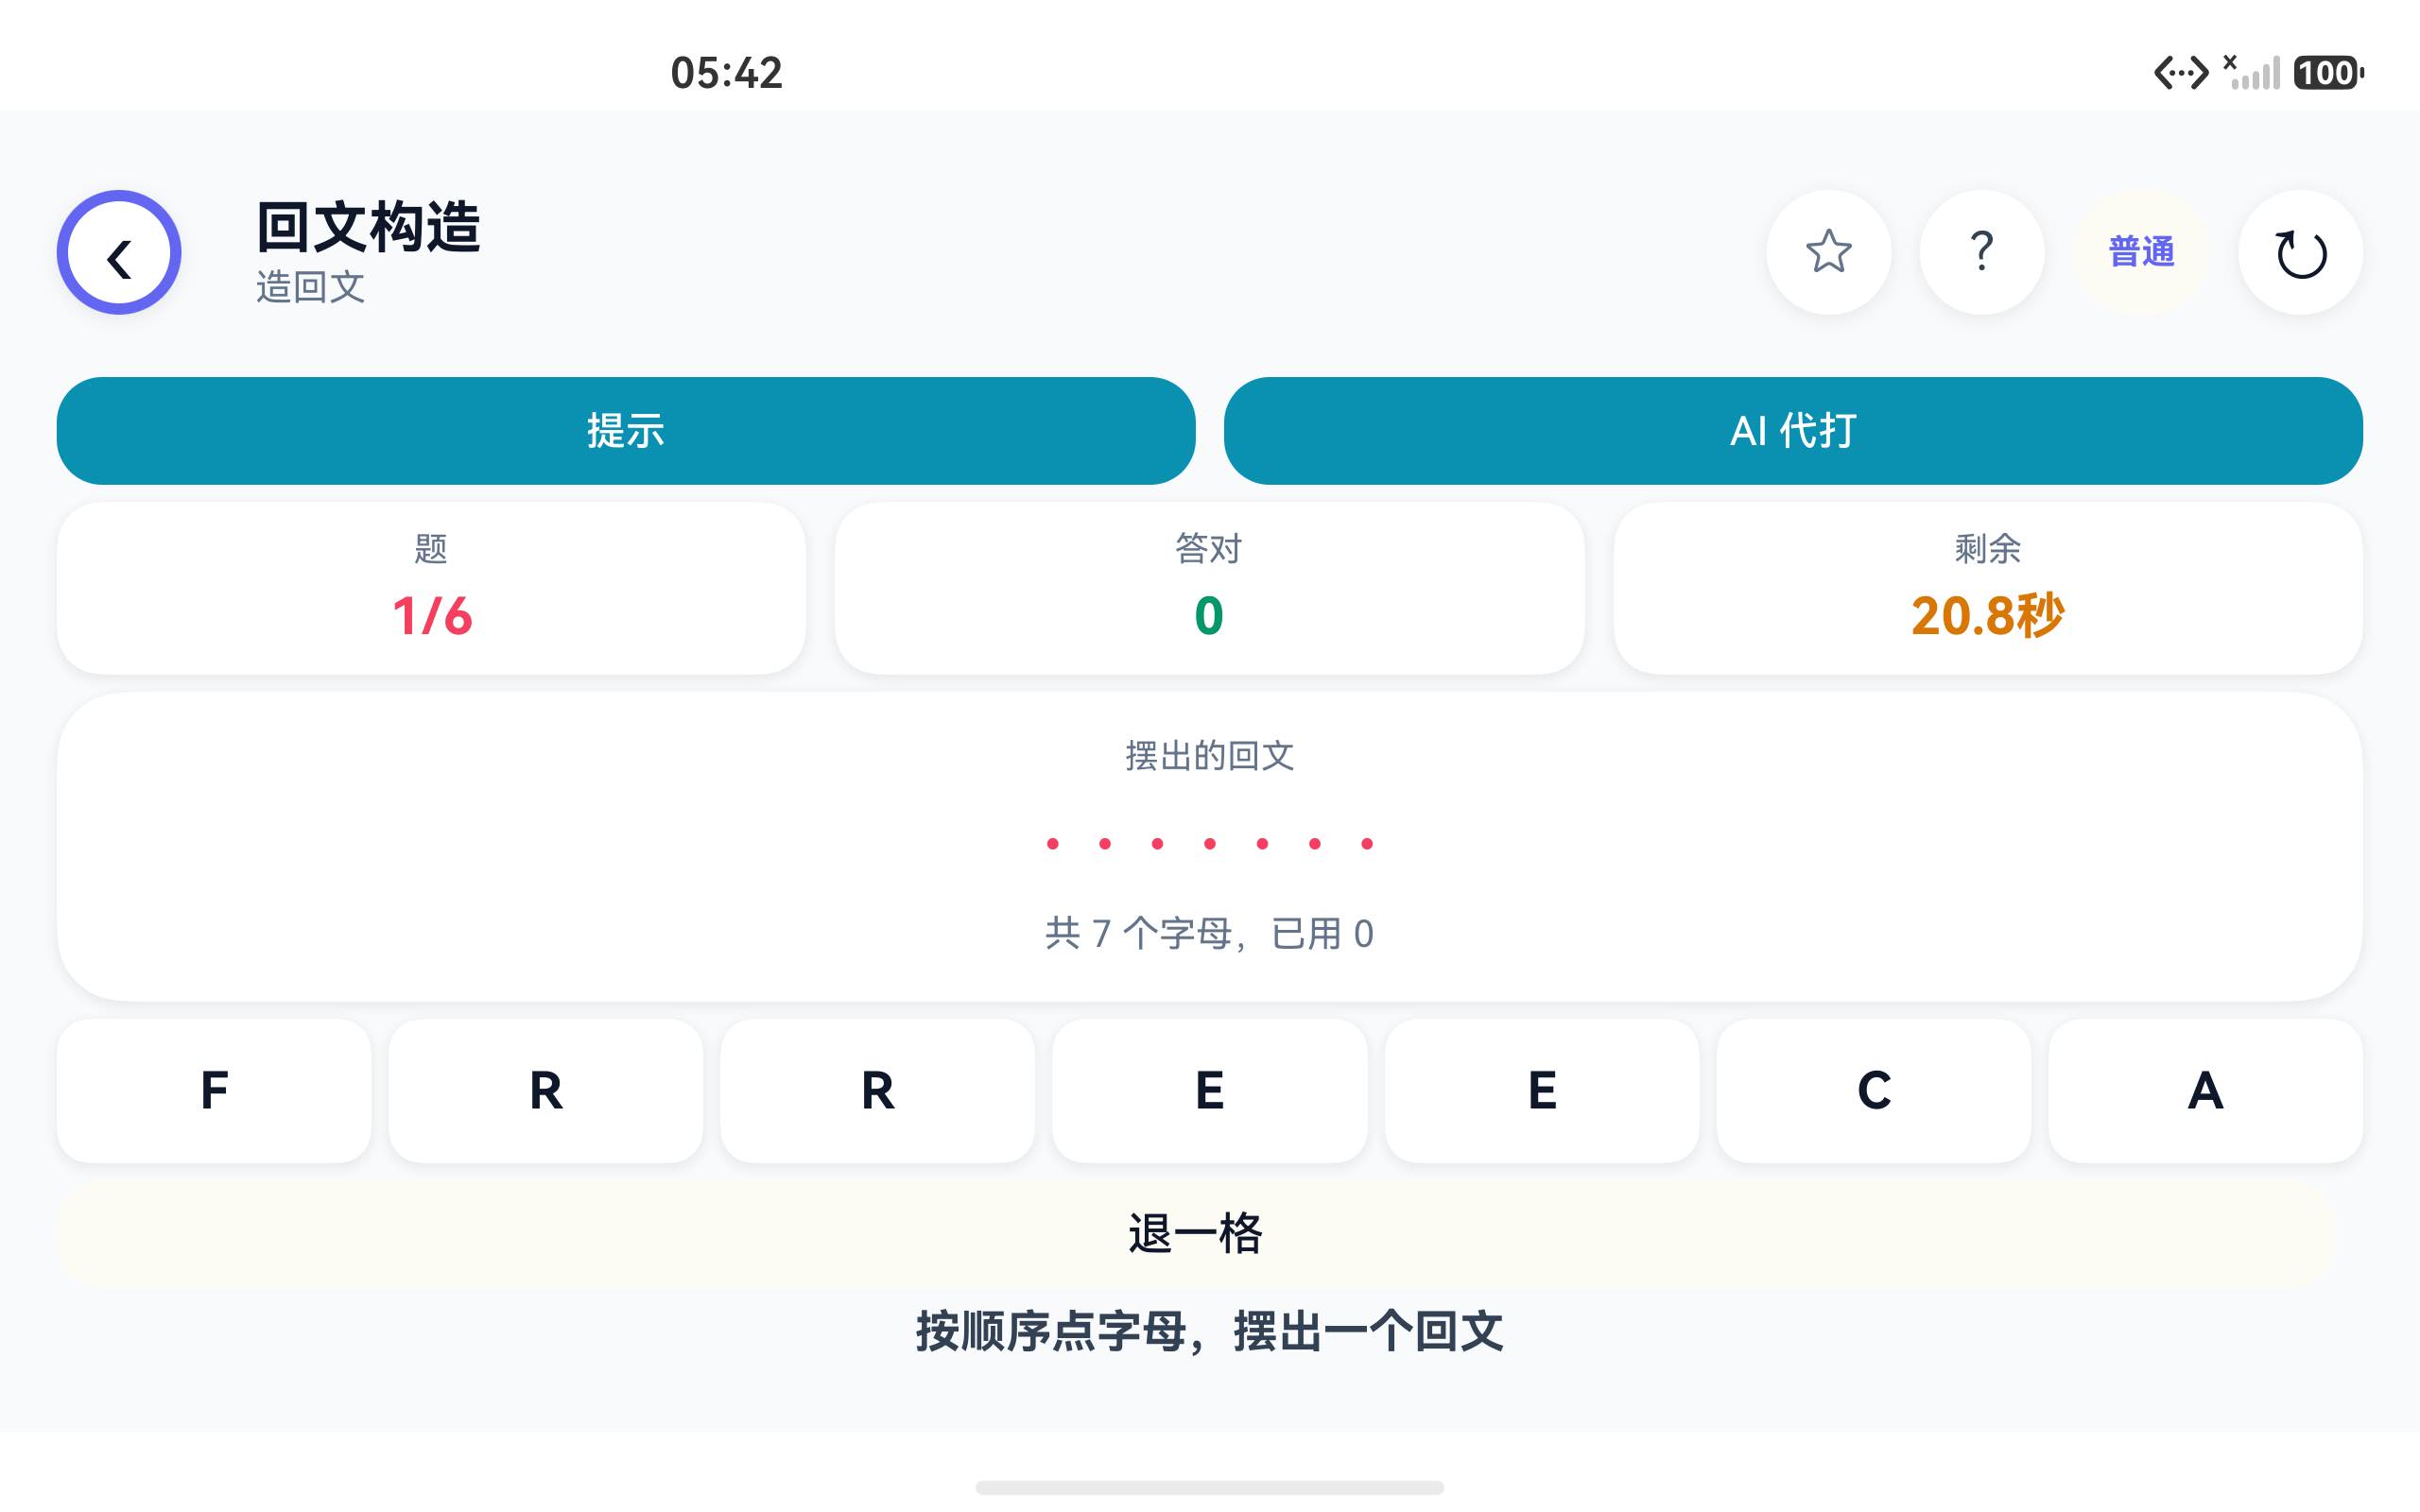 05:42
100
回文构造
造回文
?
普通
提示
AI 代打
题
答对
剩余
1/6
0
20.8秒
摆出的回文
共 7 个字母，已用 0
F R R E E C A
退一格
按顺序点字母，摆出一个回文